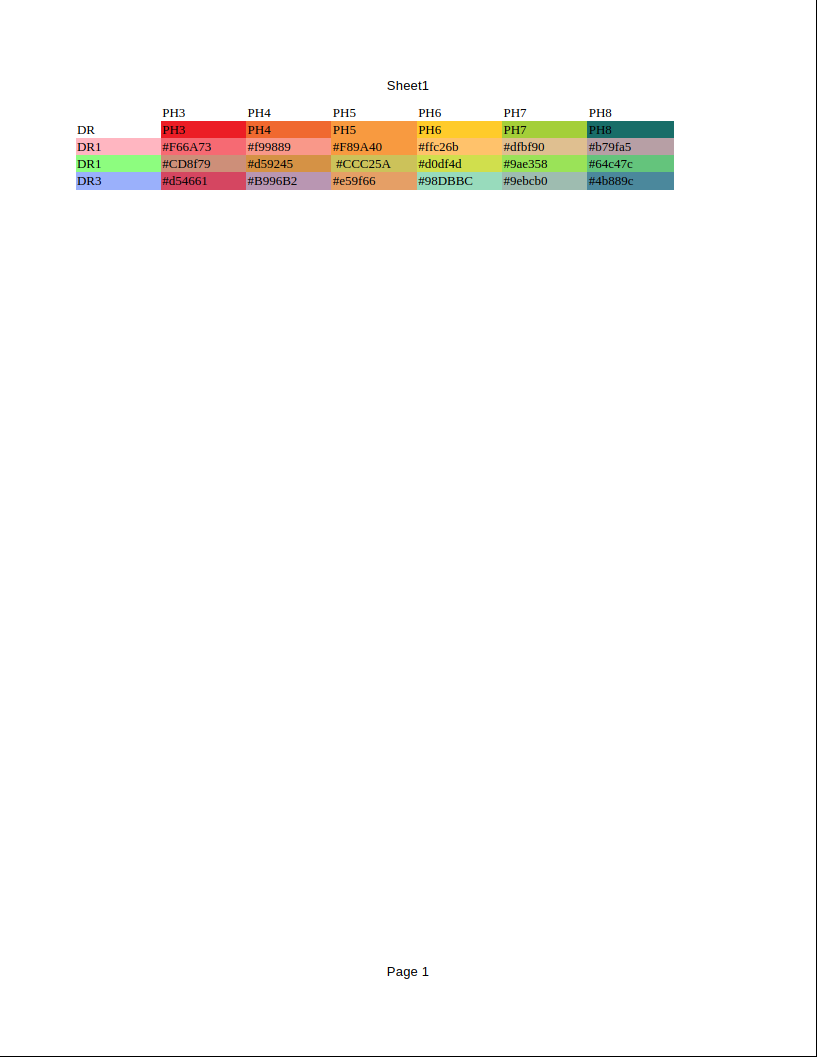 Sheet1
PH3 PH4 PH5 PH6 PH7 PH8
DR PH3 PH4 PH5 PH6 PH7 PH8
DR1 #F66A73 #f99889 #F89A40 #ffc26b #dfbf90 #b79fa5
DR1 #CD8f79 #d59245 #CCC25A #d0df4d #9ae358 #64c47c
DR3 #d54661 #B996B2 #e59f66 #98DBBC #9ebcb0 #4b889c
Page 1